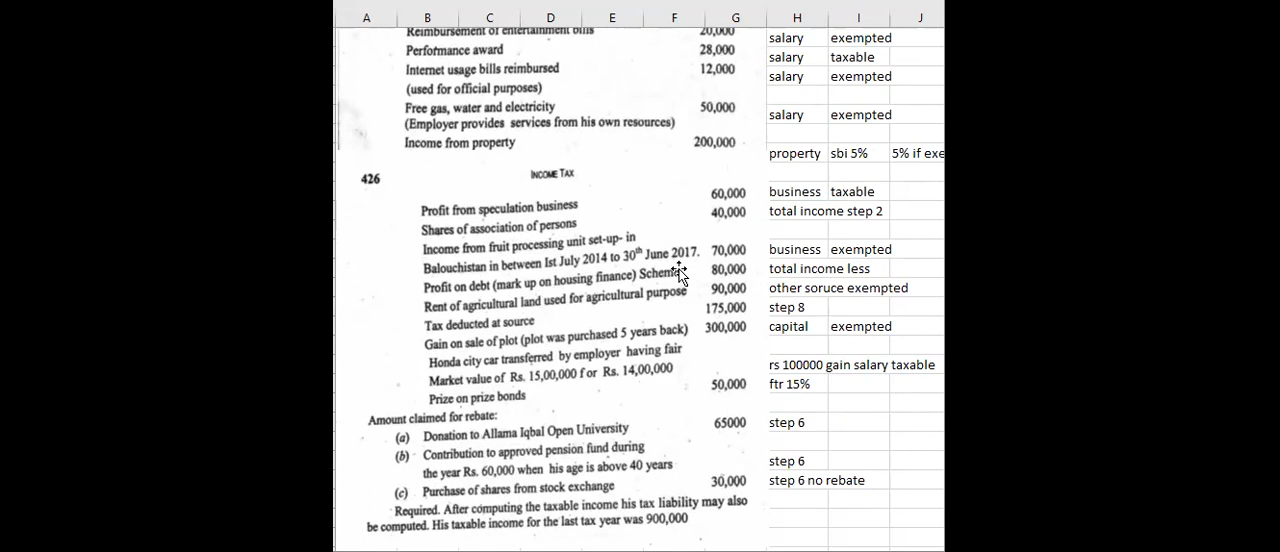 A B C D E F G H I J
Reimbursement of entertainment bills 20,000 salary exempted
Performance award 28,000 salary taxable
Internet usage bills reimbursed 12,000 salary exempted
(used for official purposes)
Free gas, water and electricity 50,000 salary exempted
(Employer provides services from his own resources)
Income from property 200,000 property sbi 5% 5% if exe
426 INCOME TAX
Profit from speculation business 60,000 business taxable
Shares of association of persons 40,000 total income step 2
Income from fruit processing unit set-up- in
Balouchistan in between Ist July 2014 to 30th June 2017. 70,000 business exempted
Profit on debt (mark up on housing finance) Scheme 80,000 total income less
Rent of agricultural land used for agricultural purpose 90,000 other soruce exempted
Tax deducted at source 175,000 step 8
Gain on sale of plot (plot was purchased 5 years back) 300,000 capital exempted
Honda city car transferred by employer having fair
Market value of Rs. 15,00,000 for Rs. 14,00,000 rs 100000 gain salary taxable
Prize on prize bonds 50,000 ftr 15%
Amount claimed for rebate:
(a) Donation to Allama Iqbal Open University 65000 step 6
(b) Contribution to approved pension fund during
the year Rs. 60,000 when his age is above 40 years step 6
(c) Purchase of shares from stock exchange 30,000 step 6 no rebate
Required. After computing the taxable income his tax liability may also
be computed. His taxable income for the last tax year was 900,000